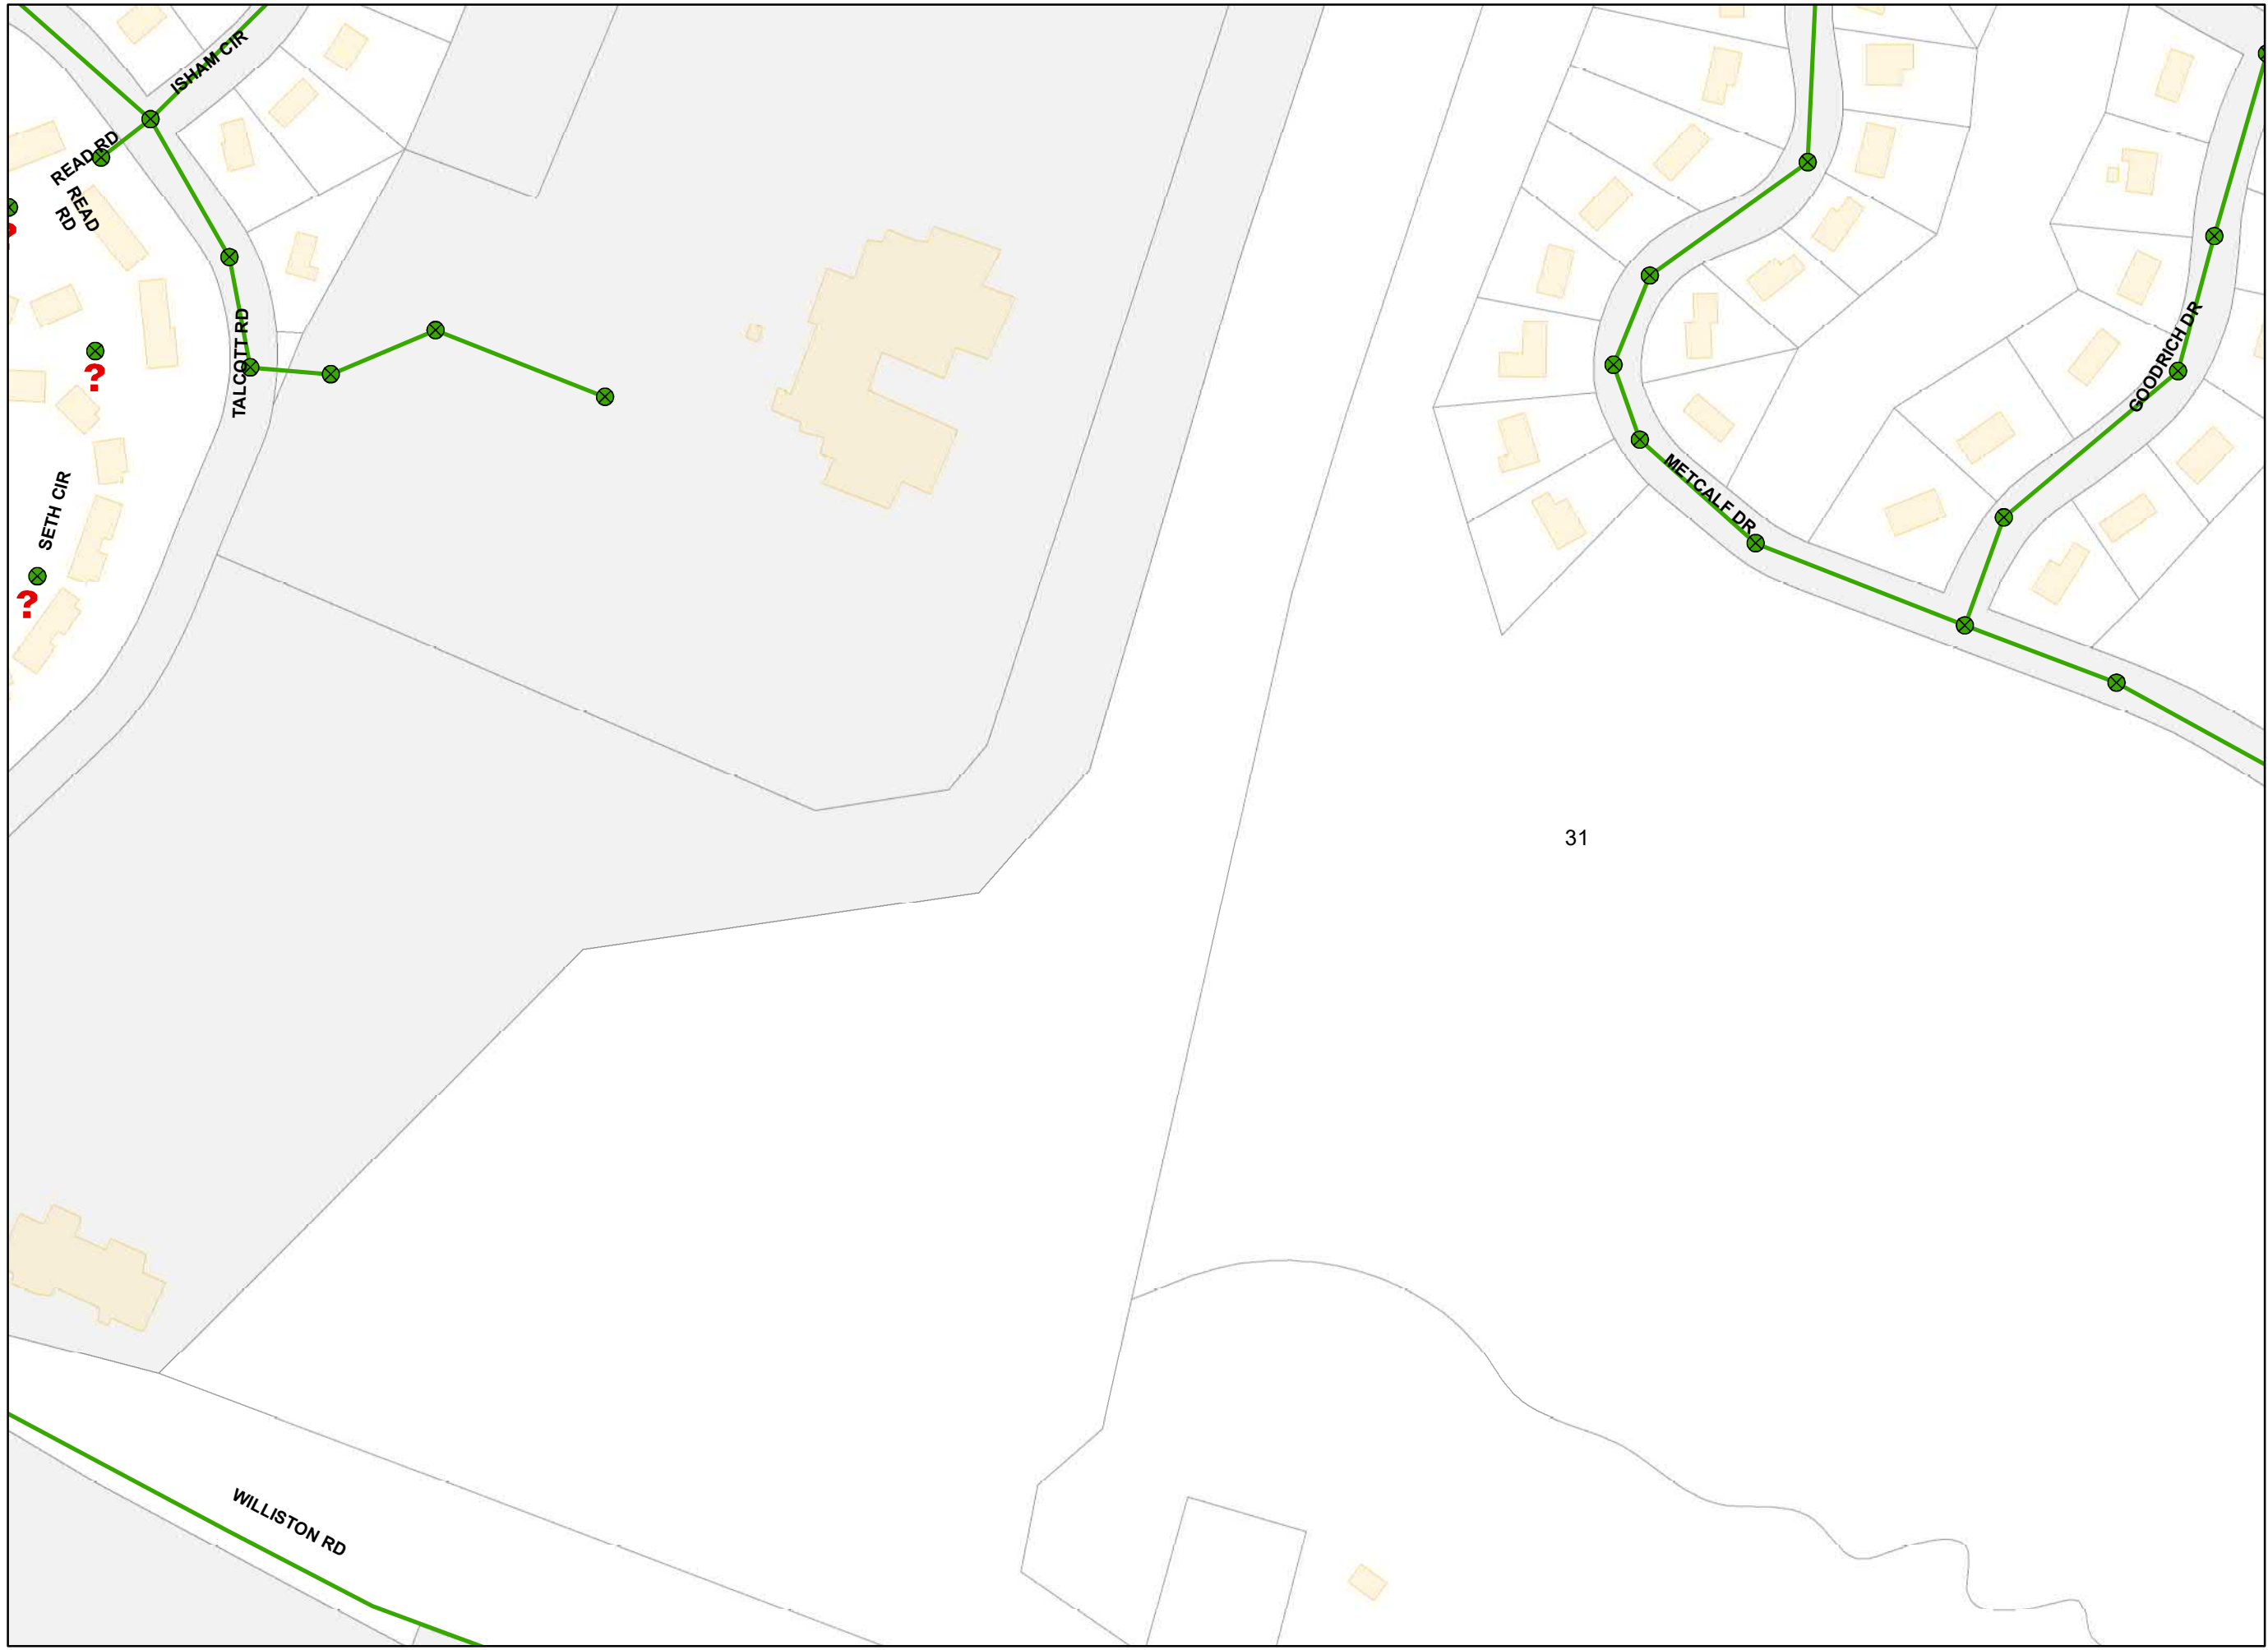 ISHAM CIR
READ RD
READ
RD
TALCOTT RD
?
SETH CIR
?
GOODRICH DR
METCALF DR
31
WILLISTON RD